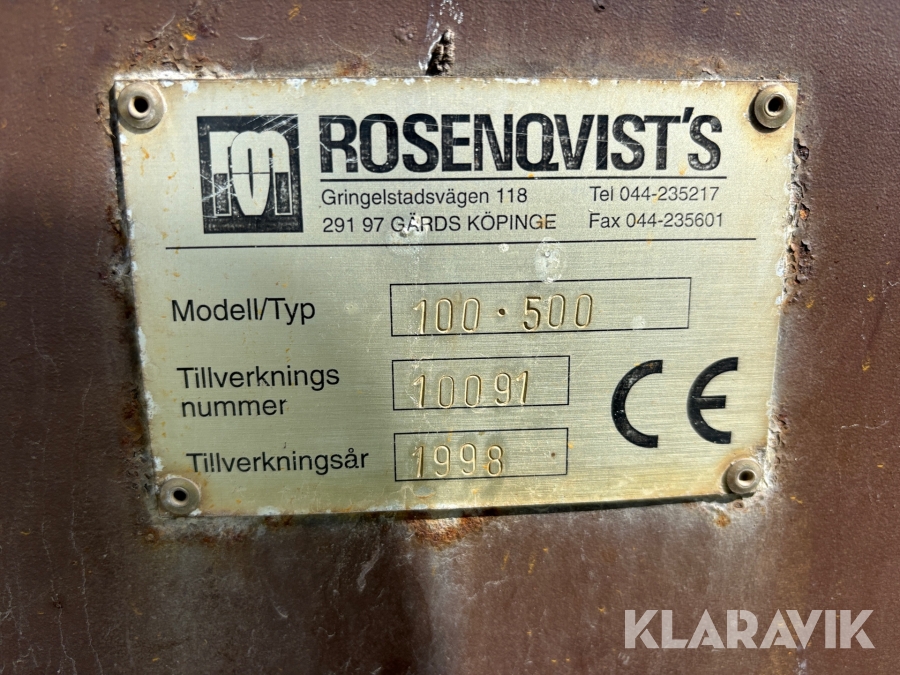 ROSENQVIST'S
Gringelstadsvägen 118 Tel 044-235217
291 97 GÄRDS KÖPINGE Fax 044-235601
Modell/Typ 100·500
Tillverknings
nummer 10091
Tillverkningsår 1998
CE
KLARAVIK